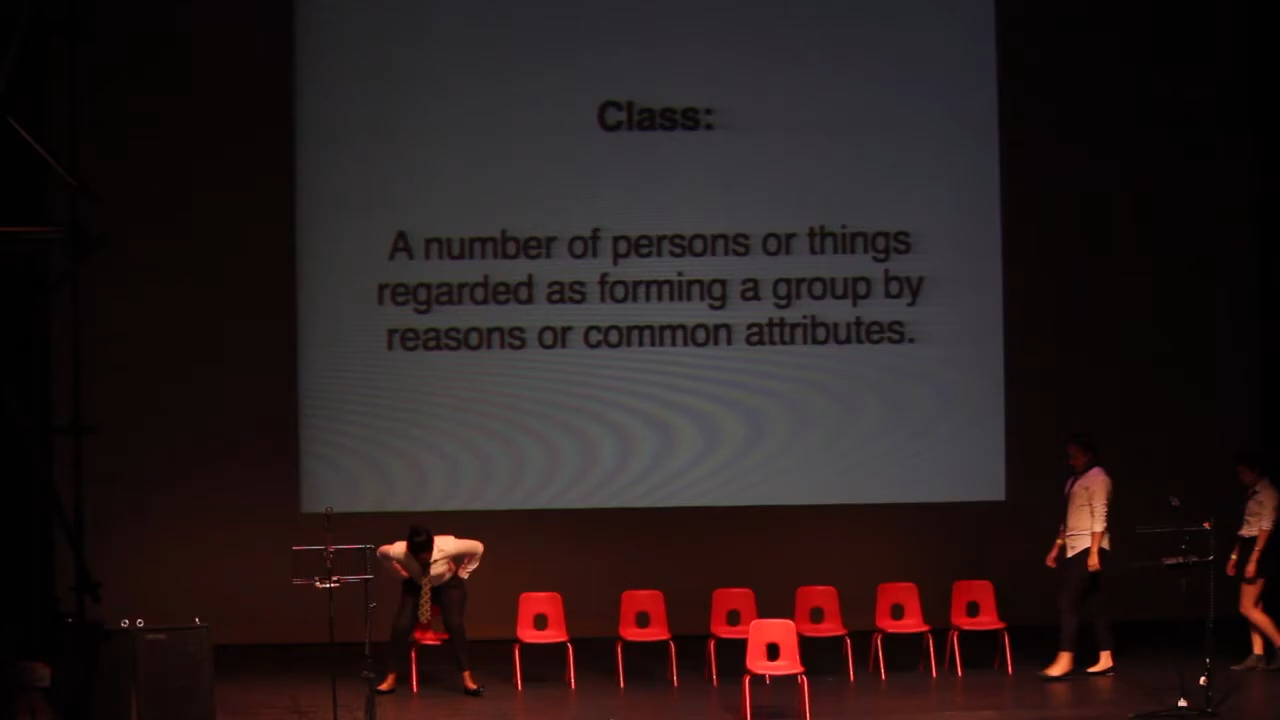 Class:
A number of persons or things
regarded as forming a group by
reasons or common attributes.